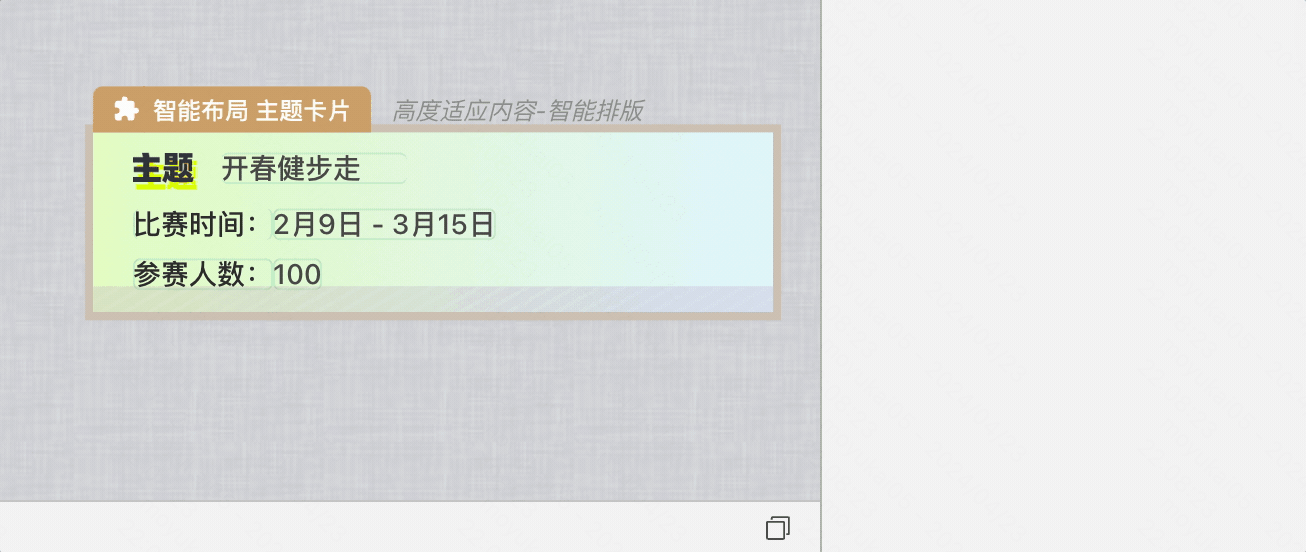 智能布局 主题卡片 高度适应内容-智能排版
主题 开春健步走
比赛时间：2月9日 - 3月15日
参赛人数：100